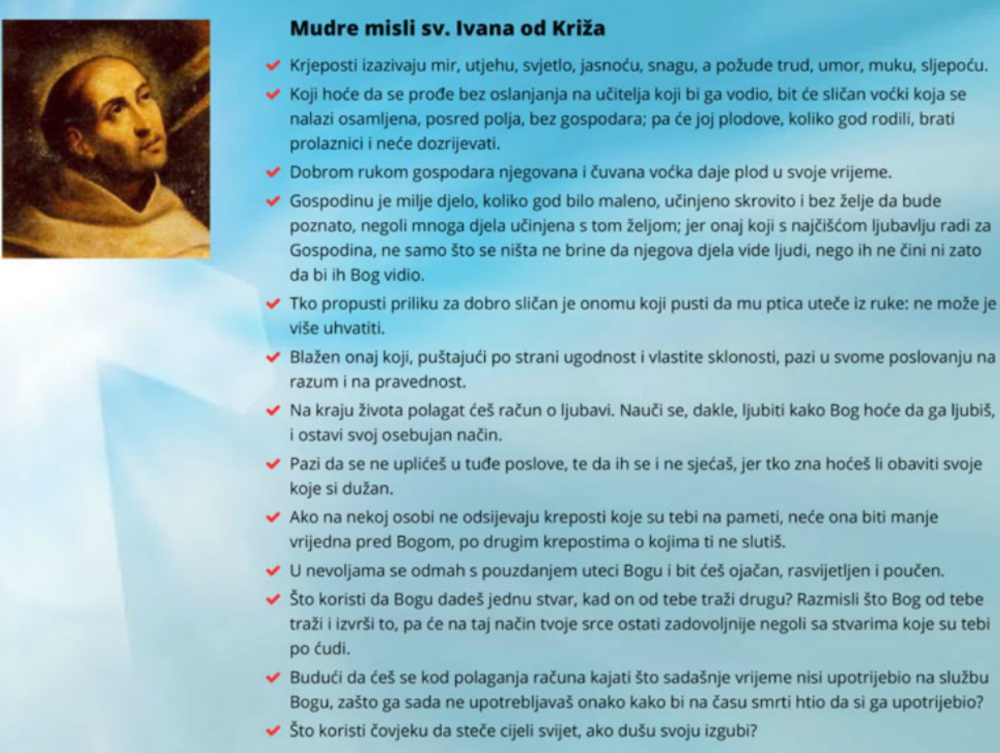 Mudre misli sv. Ivana od Križa
Krjeposti izazivaju mir, utjehu, svjetlo, jasnoću, snagu, a požude trud, umor, muku, sljepoću.
Koji hoće da se prođe bez oslanjanja na učitelja koji bi ga vodio, bit će sličan voćki koja se
nalazi osamljena, posred polja, bez gospodara; pa će joj plodove, koliko god rodili, brati
prolaznici i neće dozrijevati.
Dobrom rukom gospodara njegovana i čuvana voćka daje plod u svoje vrijeme.
Gospodinu je milje djelo, koliko god bilo maleno, učinjeno skrovito i bez želje da bude
poznato, negoli mnoga djela učinjena s tom željom; jer onaj koji s najčišćom ljubavlju radi za
Gospodina, ne samo što se ništa ne brine da njegova djela vide ljudi, nego ih ne čini ni zato
da bi ih Bog vidio.
Tko propusti priliku za dobro sličan je onomu koji pusti da mu ptica uteče iz ruke: ne može je
više uhvatiti.
Blažen onaj koji, puštajući po strani ugodnost i vlastite sklonosti, pazi u svome poslovanju na
razum i na pravednost.
Na kraju života polagat ćeš račun o ljubavi. Nauči se, dakle, ljubiti kako Bog hoće da ga ljubiš,
i ostavi svoj osebujan način.
Pazi da se ne uplićeš u tuđe poslove, te da ih se i ne sjećaš, jer tko zna hoćeš li obaviti svoje
koje si dužan.
Ako na nekoj osobi ne odsijevaju kreposti koje su tebi na pameti, neće ona biti manje
vrijedna pred Bogom, po drugim krepostima o kojima ti ne slutiš.
U nevoljama se odmah s pouzdanjem uteci Bogu i bit ćeš ojačan, rasvijetljen i poučen.
Što koristi da Bogu dadeš jednu stvar, kad on od tebe traži drugu? Razmisli što Bog od tebe
traži i izvrši to, pa će na taj način tvoje srce ostati zadovoljnije negoli sa stvarima koje su tebi
po ćudi.
Budući da ćeš se kod polaganja računa kajati što sadašnje vrijeme nisi upotrijebio na službu
Bogu, zašto ga sada ne upotrebljavaš onako kako bi na času smrti htio da si ga upotrijebio?
Što koristi čovjeku da steče cijeli svijet, ako dušu svoju izgubi?